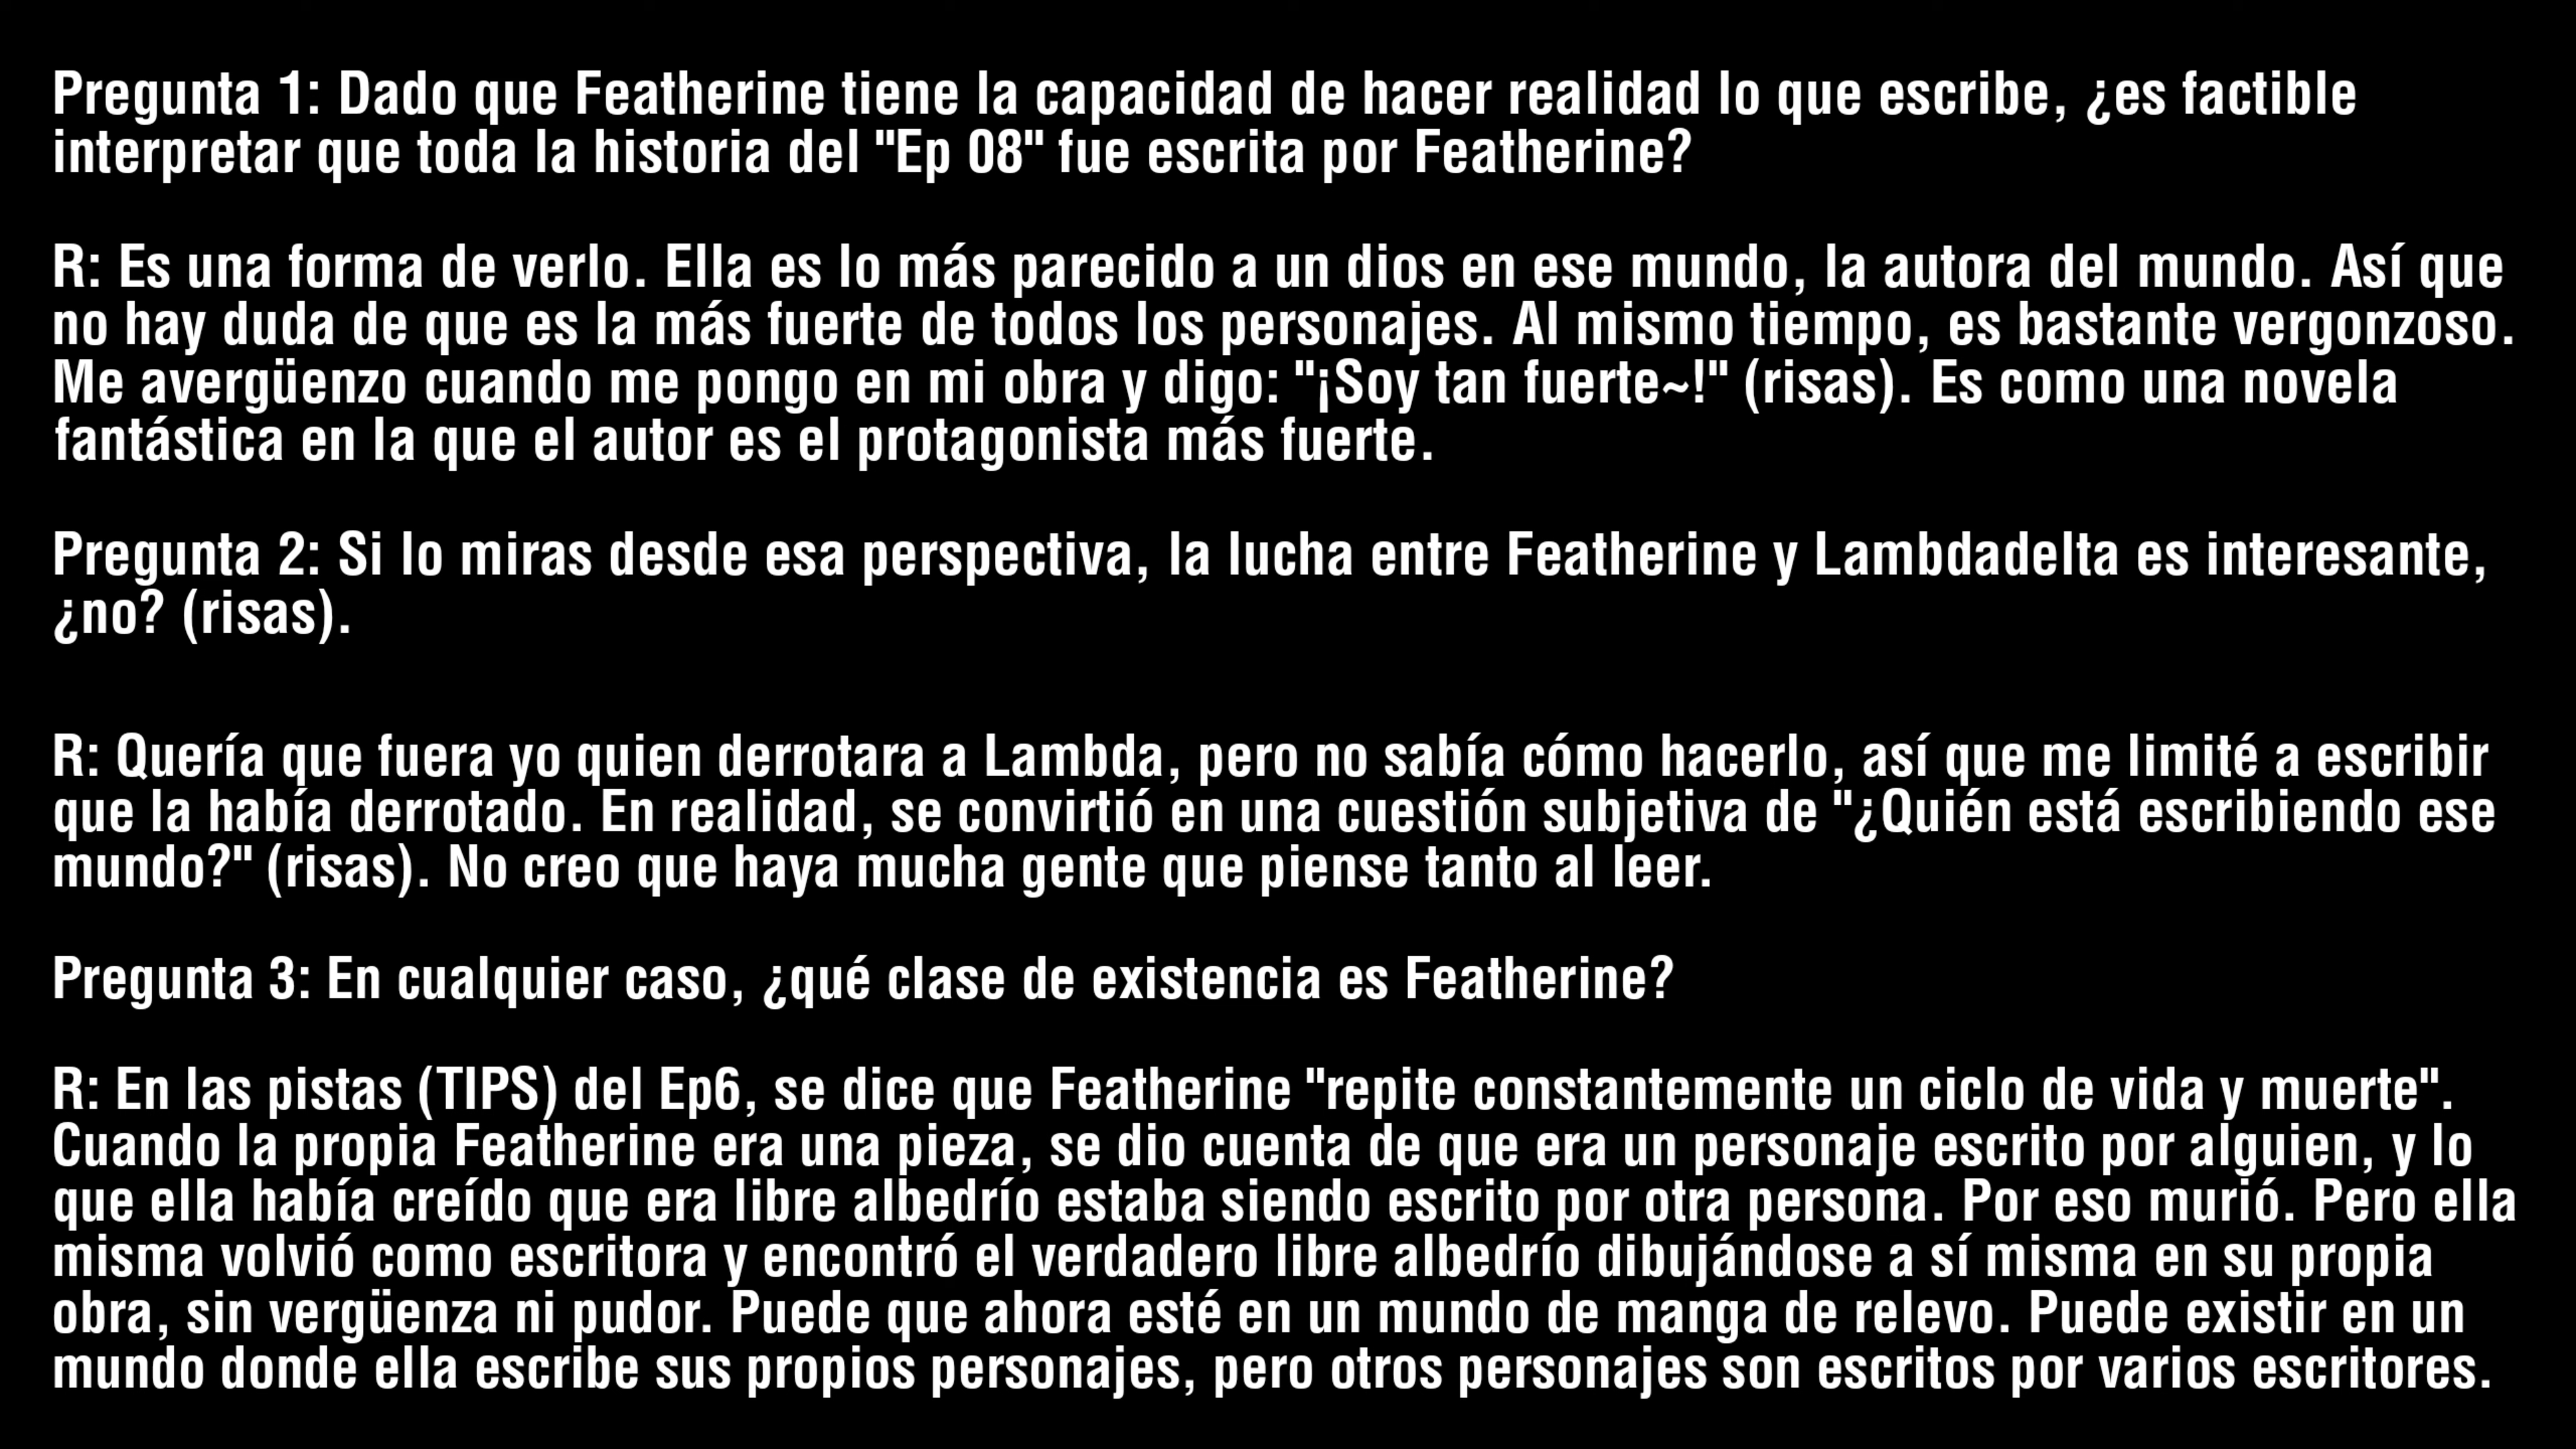 Pregunta 1: Dado que Featherine tiene la capacidad de hacer realidad lo que escribe, ¿es factible
interpretar que toda la historia del "Ep 08" fue escrita por Featherine?
R: Es una forma de verlo. Ella es lo más parecido a un dios en ese mundo, la autora del mundo. Así que
no hay duda de que es la más fuerte de todos los personajes. Al mismo tiempo, es bastante vergonzoso.
Me avergüenzo cuando me pongo en mi obra y digo: "¡Soy tan fuerte~!" (risas). Es como una novela
fantástica en la que el autor es el protagonista más fuerte.
Pregunta 2: Si lo miras desde esa perspectiva, la lucha entre Featherine y Lambdadelta es interesante,
¿no? (risas).
R: Quería que fuera yo quien derrotara a Lambda, pero no sabía cómo hacerlo, así que me limité a escribir
que la había derrotado. En realidad, se convirtió en una cuestión subjetiva de "¿Quién está escribiendo ese
mundo?" (risas). No creo que haya mucha gente que piense tanto al leer.
Pregunta 3: En cualquier caso, ¿qué clase de existencia es Featherine?
R: En las pistas (TIPS) del Ep6, se dice que Featherine "repite constantemente un ciclo de vida y muerte".
Cuando la propia Featherine era una pieza, se dio cuenta de que era un personaje escrito por alguien, y lo
que ella había creído que era libre albedrío estaba siendo escrito por otra persona. Por eso murió. Pero ella
misma volvió como escritora y encontró el verdadero libre albedrío dibujándose a sí misma en su propia
obra, sin vergüenza ni pudor. Puede que ahora esté en un mundo de manga de relevo. Puede existir en un
mundo donde ella escribe sus propios personajes, pero otros personajes son escritos por varios escritores.